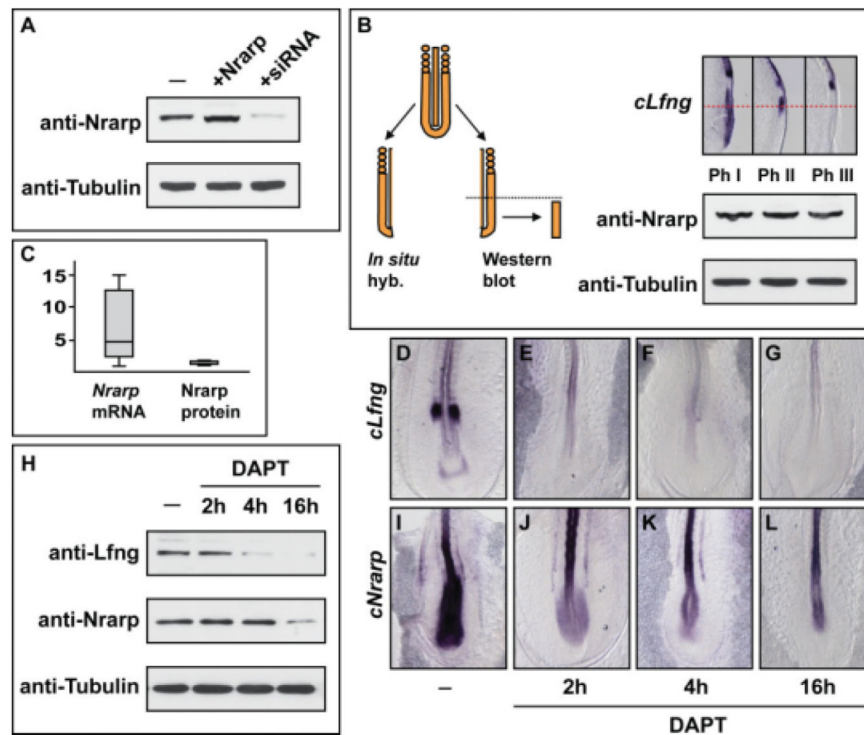 A
— +Nrarp +siRNA
anti-Nrarp
anti-Tubulin
B
In situ
hyb.
Western
blot
cLfng
Ph I Ph II Ph III
anti-Nrarp
anti-Tubulin
C
15
10
5
Nrarp
mRNA
Nrarp
protein
D E F G
cLfng
I J K L
cNrarp
— 2h 4h 16h
DAPT
H
DAPT
— 2h 4h 16h
anti-Lfng
anti-Nrarp
anti-Tubulin